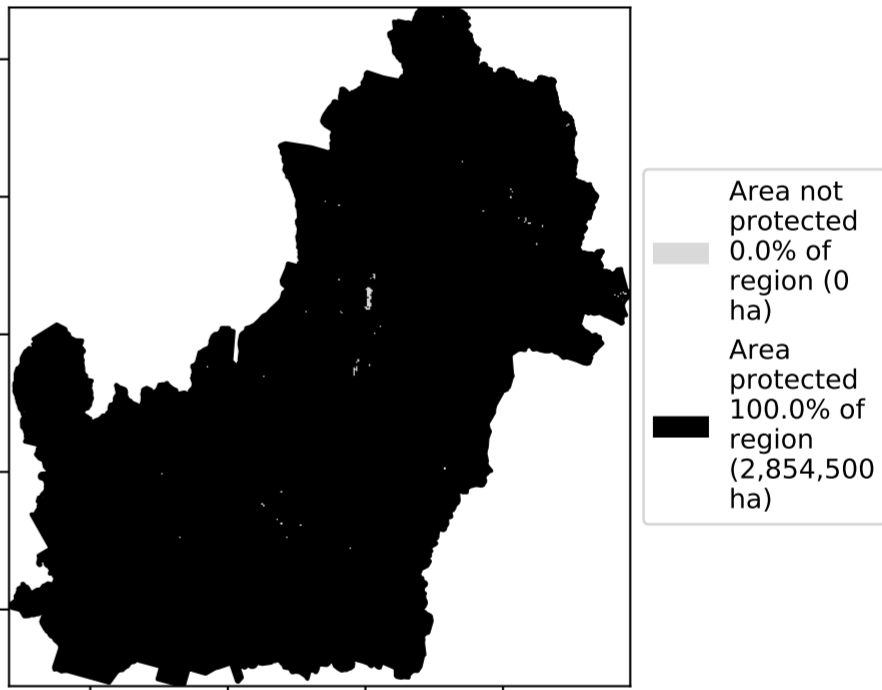 Area not
protected
0.0% of
region (0
ha)
Area
protected
100.0% of
region
(2,854,500
ha)